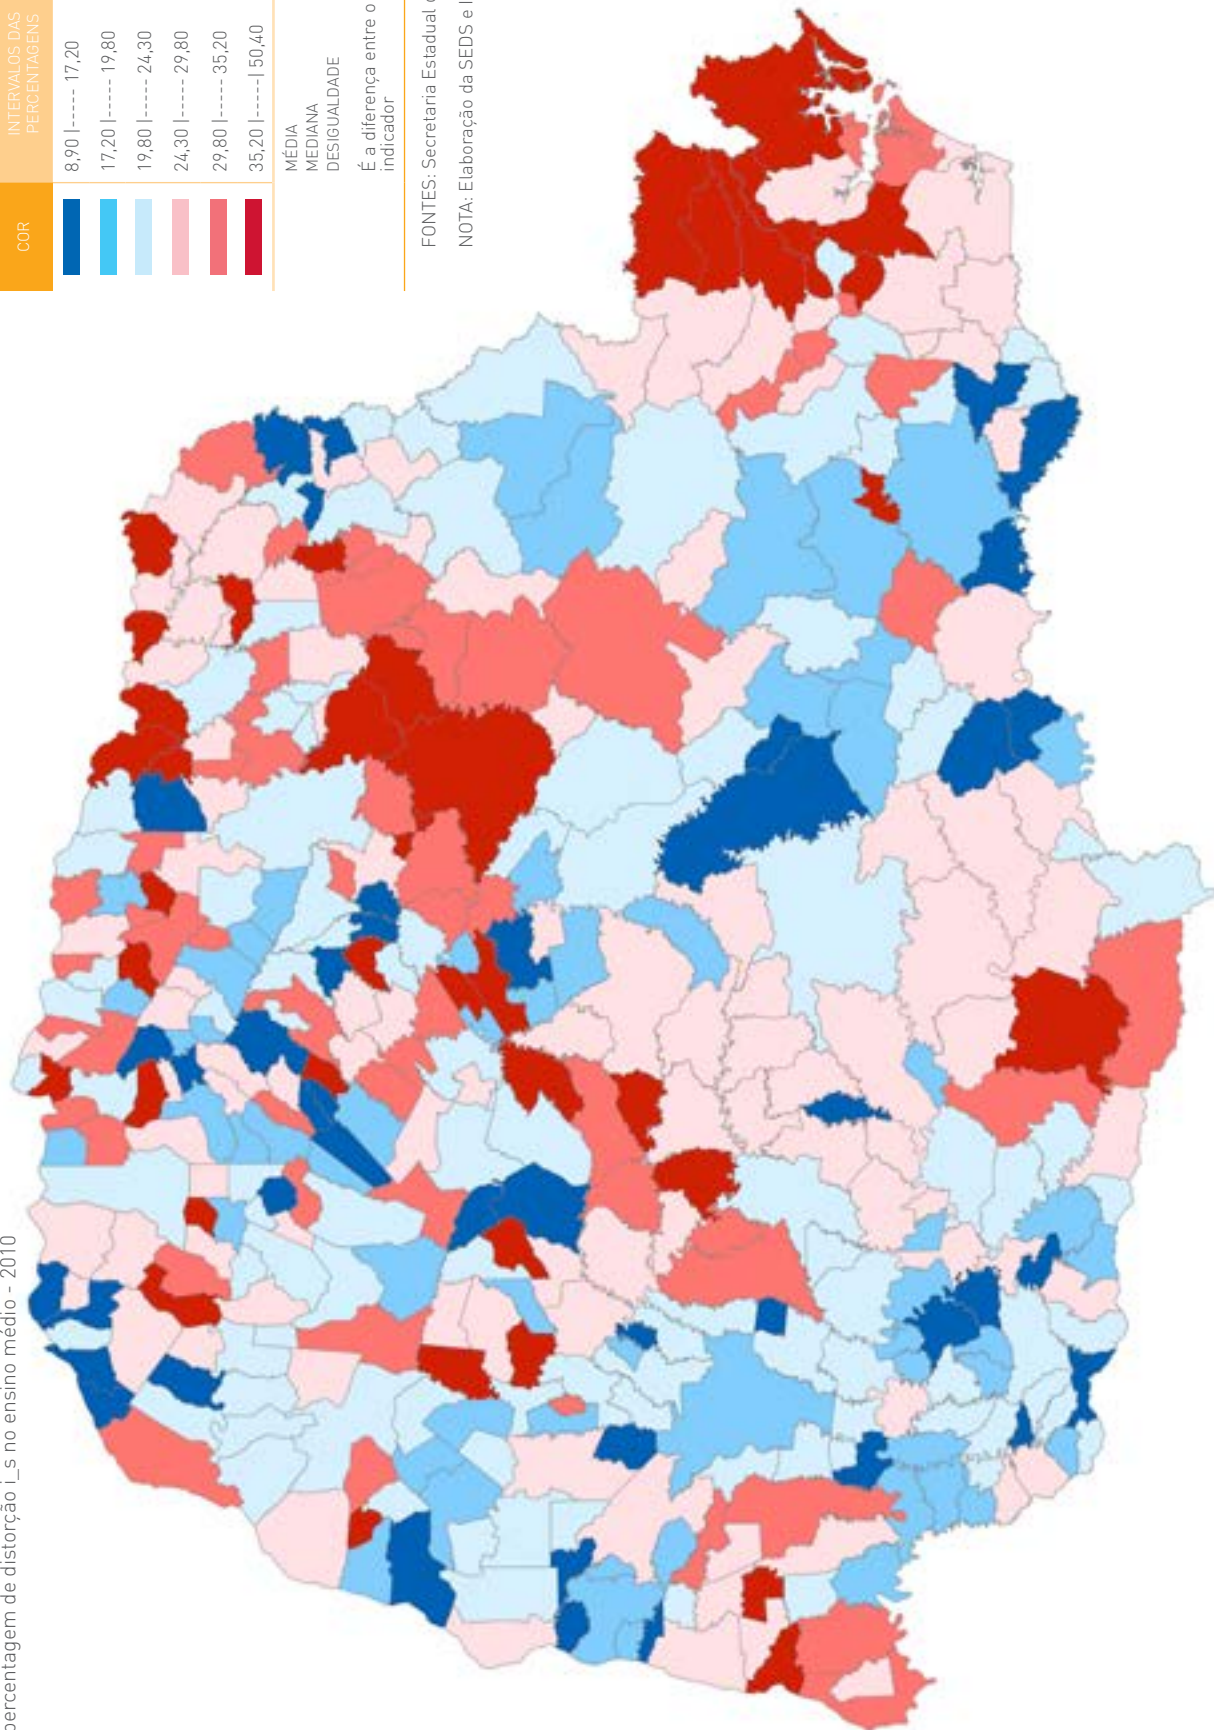 percentagem de distorção i_s no ensino médio - 2010
COR
INTERVALOS DAS
PERCENTAGENS
8,90 |----- 17,20
17,20 |----- 19,80
19,80 |----- 24,30
24,30 |----- 29,80
29,80 |----- 35,20
35,20 |-----| 50,40
MÉDIA
MEDIANA
DESIGUALDADE
É a diferença entre o
indicador
FONTES: Secretaria Estadual
NOTA: Elaboração da SEDS e